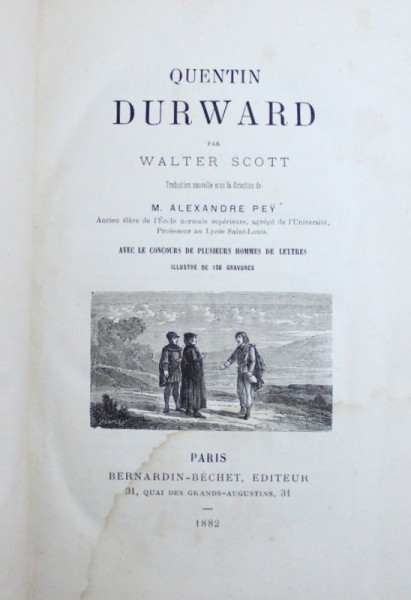 QUENTIN
DURWARD
PAR
WALTER SCOTT
Traduction nouvelle sous la direction de
M. ALEXANDRE PEŸ
Ancien élève de l'École normale supérieure, agrégé de l'Université,
Professeur au Lycée Saint-Louis.
AVEC LE CONCOURS DE PLUSIEURS HOMMES DE LETTRES
ILLUSTRÉ DE 136 GRAVURES
PARIS
BERNARDIN-BÉCHET, EDITEUR
31, QUAI DES GRANDS-AUGUSTINS, 31
—
1882